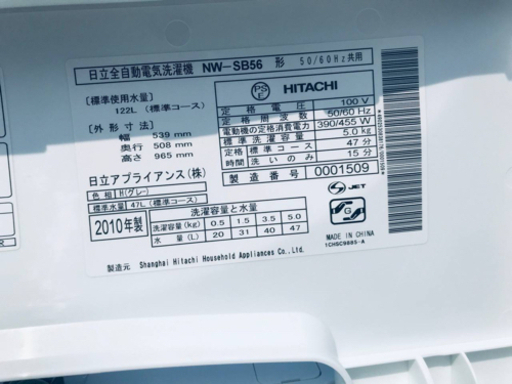 日立全自動電気洗濯機 NW-SB56 形 50/60Hz共用
[標準使用水量]
122L (標準コース)
[外形寸法]
幅 539 mm
奥行 508 mm
高さ 965 mm
日立アプライアンス(株)
色相 H(グレー)
標準水量 47L (標準コース)
2010年製
PSE HITACHI
定格電圧 100 V
定格周波数 50/60 Hz
電動機の定格消費電力 390/455 W
標準洗濯容量 5.0kg
標準コース 47分
洗いのみ 15分
時間
製造番号 0001509
洗濯容量と水量
洗濯容量(kg) 0.5 1.5 3.5 5.0
水量(L) 20 31 40 47
S-JET
G
MADE IN CHINA
1CHSC9885-A
製造元 Shanghai Hitachi Household Appliances Co., Ltd.